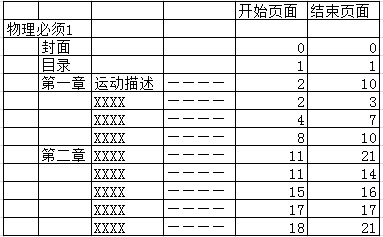 开始页面 结束页面
物理必须1
封面 0 0
目录 1 1
第一章 运动描述 ———— 2 10
XXXX ———— 2 3
XXXX ———— 4 7
XXXX ———— 8 10
第二章 XXXX ———— 11 21
XXXX ———— 11 14
XXXX ———— 15 16
XXXX ———— 17 17
XXXX ———— 18 21